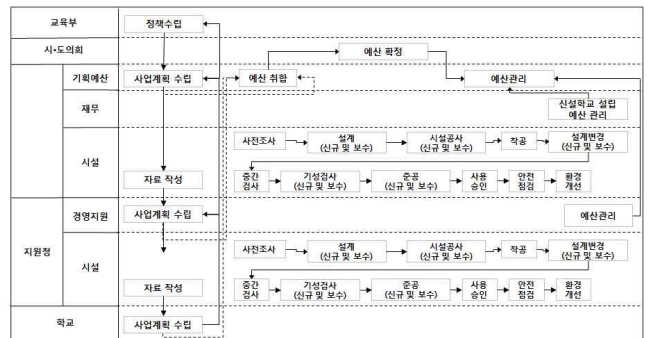 교육부
정책수립
시•도의회
예산 확정
지원과
기획예산
사업계획 수립
예산 취합
예산관리
재무
신설학교 설립
예산 관리
시설
사전조사
설계
(신규 및 보수)
시설공사
(신규 및 보수)
착공
설계변경
(신규 및 보수)
중간
검사
기성검사
(신규 및 보수)
준공
(신규 및 보수)
사용
승인
안전
점검
환경
개선
자료 작성
지원청
경영지원
사업계획 수립
예산관리
시설
사전조사
설계
(신규 및 보수)
시설공사
(신규 및 보수)
착공
설계변경
(신규 및 보수)
자료 작성
중간
검사
기성검사
(신규 및 보수)
준공
(신규 및 보수)
사용
승인
안전
점검
환경
개선
학교
사업계획 수립